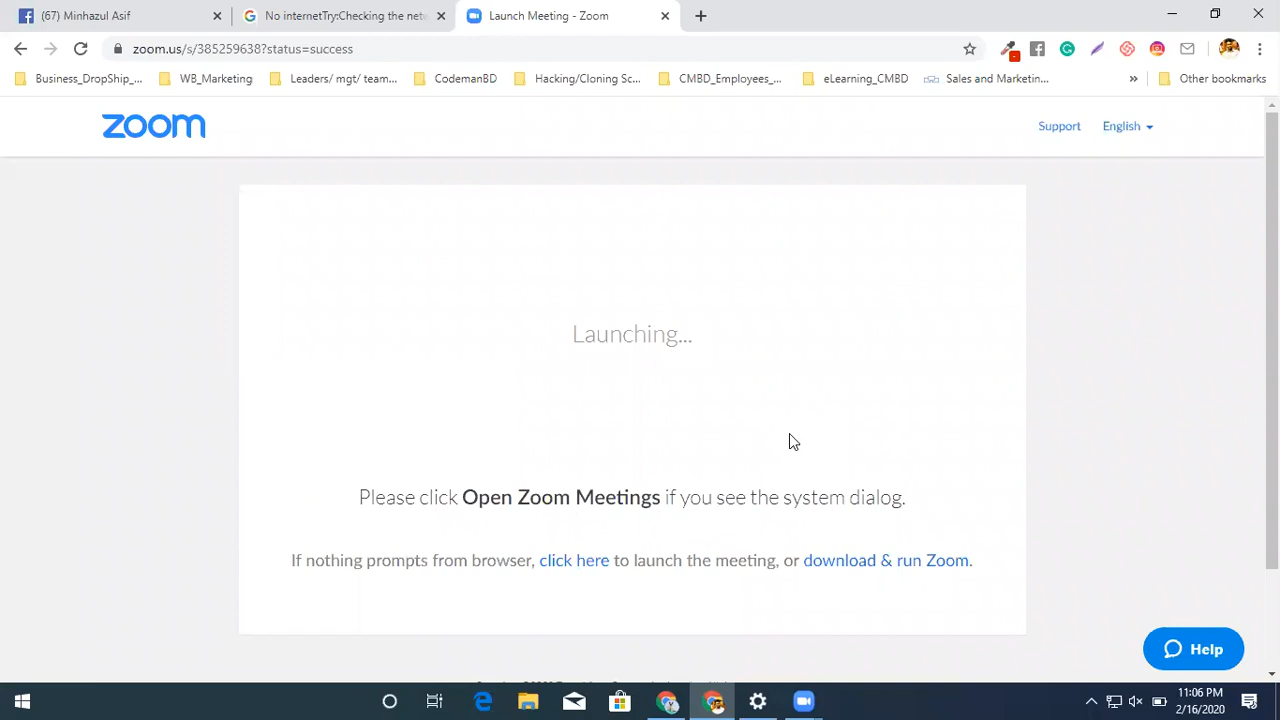 (67) Minhazul Asif
No internetTry:Checking the netw
Launch Meeting - Zoom
zoom.us/s/385259638?status=success
Business_DropShip_...
WB_Marketing
Leaders/ mgt/ team...
CodemanBD
Hacking/Cloning Sc...
CMBD_Employees_...
eLearning_CMBD
Sales and Marketin...
»
Other bookmarks
zoom
Support
English
Launching...
Please click Open Zoom Meetings if you see the system dialog.
If nothing prompts from browser, click here to launch the meeting, or download & run Zoom.
Help
11:06 PM
2/16/2020